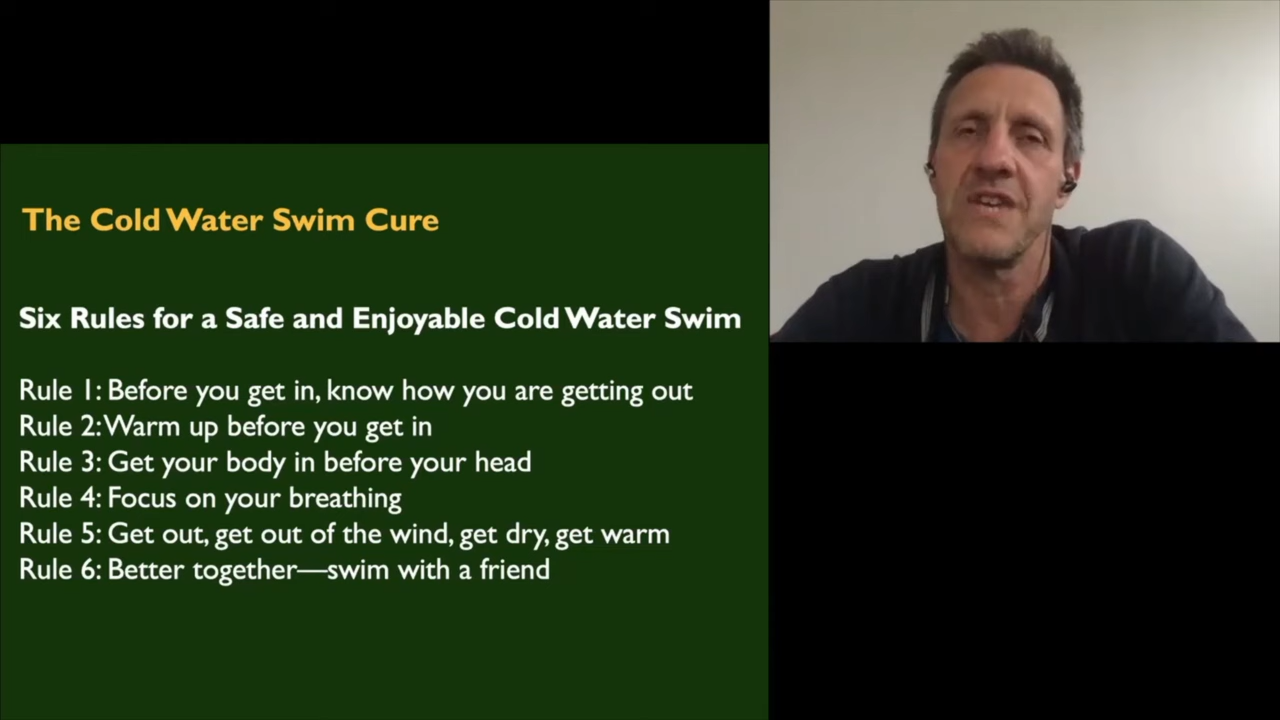 The Cold Water Swim Cure
Six Rules for a Safe and Enjoyable Cold Water Swim
Rule 1: Before you get in, know how you are getting out
Rule 2: Warm up before you get in
Rule 3: Get your body in before your head
Rule 4: Focus on your breathing
Rule 5: Get out, get out of the wind, get dry, get warm
Rule 6: Better together—swim with a friend